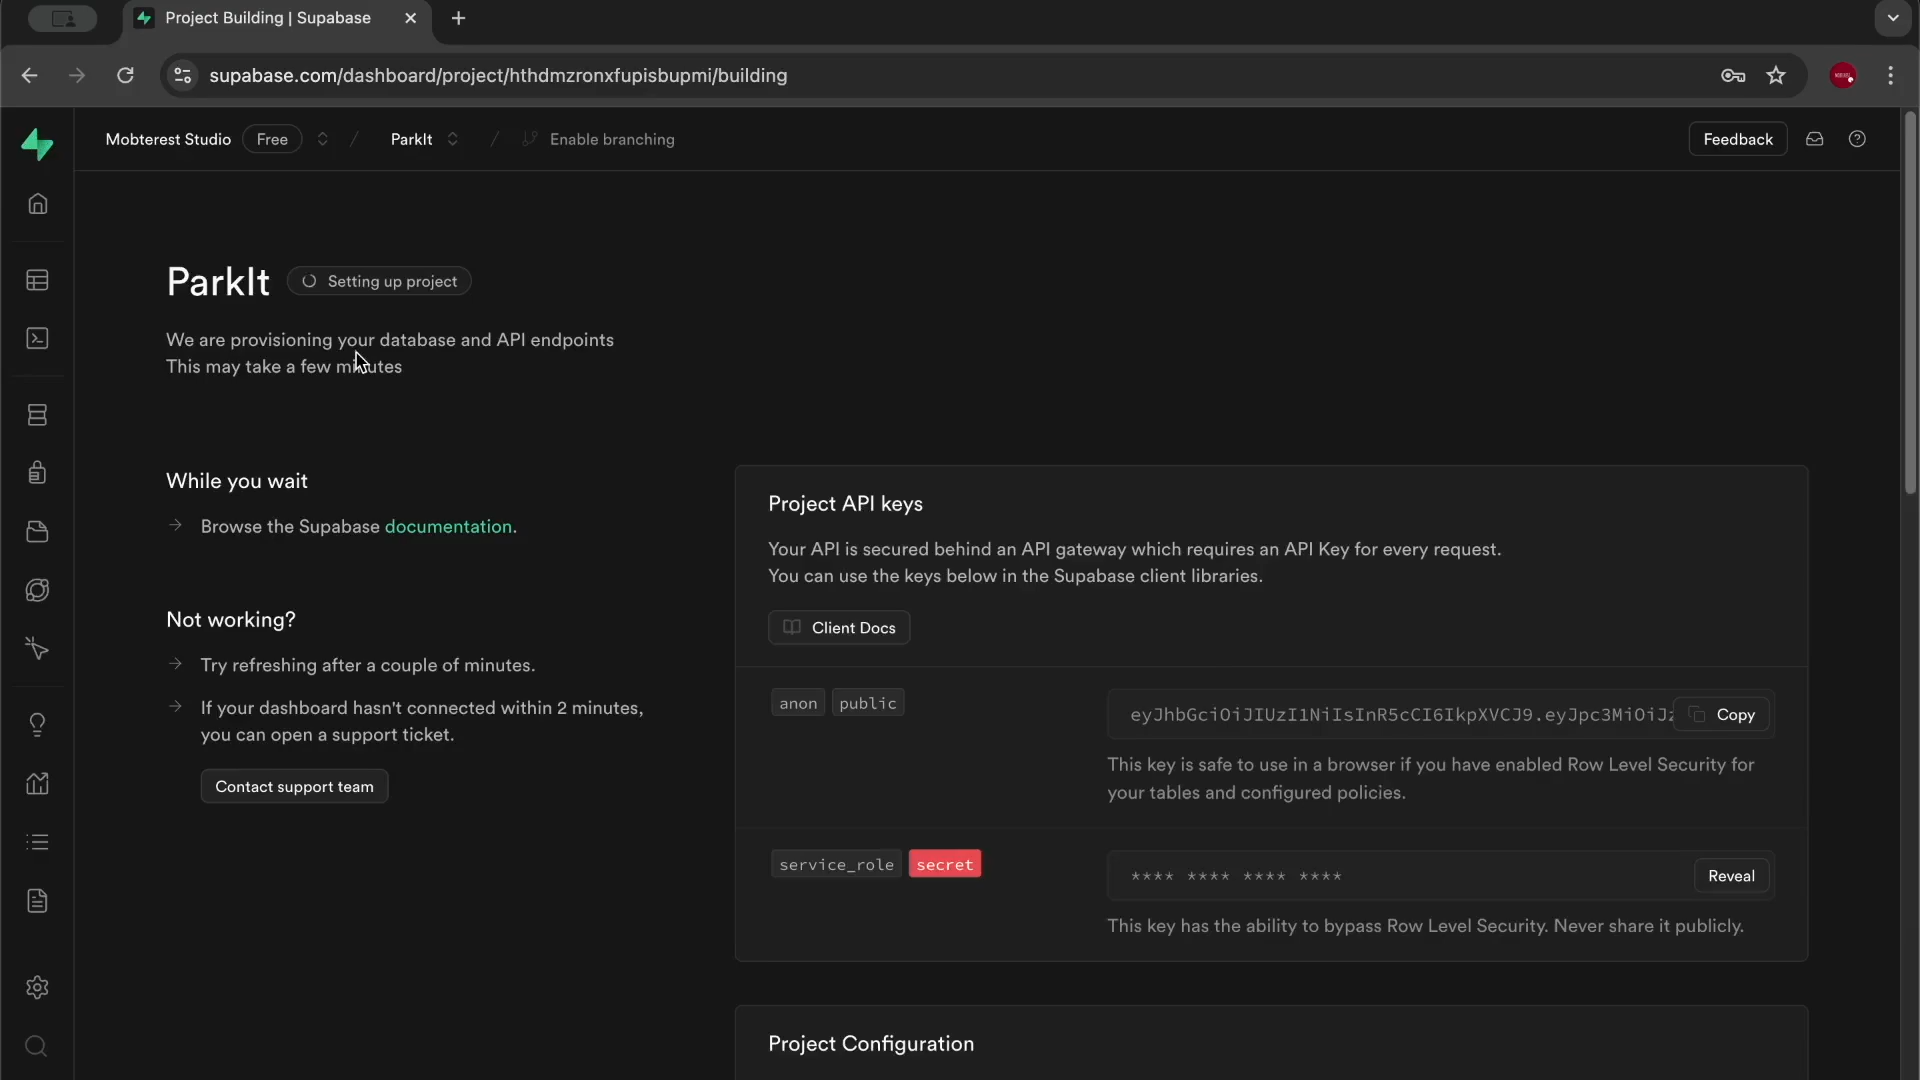 Project Building | Supabase
supabase.com/dashboard/project/hthdmzronxfupisbupmi/building
Mobterest Studio
Free
/
ParkIt
/
Enable branching
Feedback
ParkIt
Setting up project
We are provisioning your database and API endpoints
This may take a few minutes
While you wait
Browse the Supabase documentation.
Not working?
Try refreshing after a couple of minutes.
If your dashboard hasn't connected within 2 minutes,
you can open a support ticket.
Contact support team
Project API keys
Your API is secured behind an API gateway which requires an API Key for every request.
You can use the keys below in the Supabase client libraries.
Client Docs
anon public
eyJhbGciOiJIUzI1NiIsInR5cCI6IkpXVCJ9.eyJpc3MiOiJz
Copy
This key is safe to use in a browser if you have enabled Row Level Security for
your tables and configured policies.
service_role secret
**** **** **** ****
Reveal
This key has the ability to bypass Row Level Security. Never share it publicly.
Project Configuration